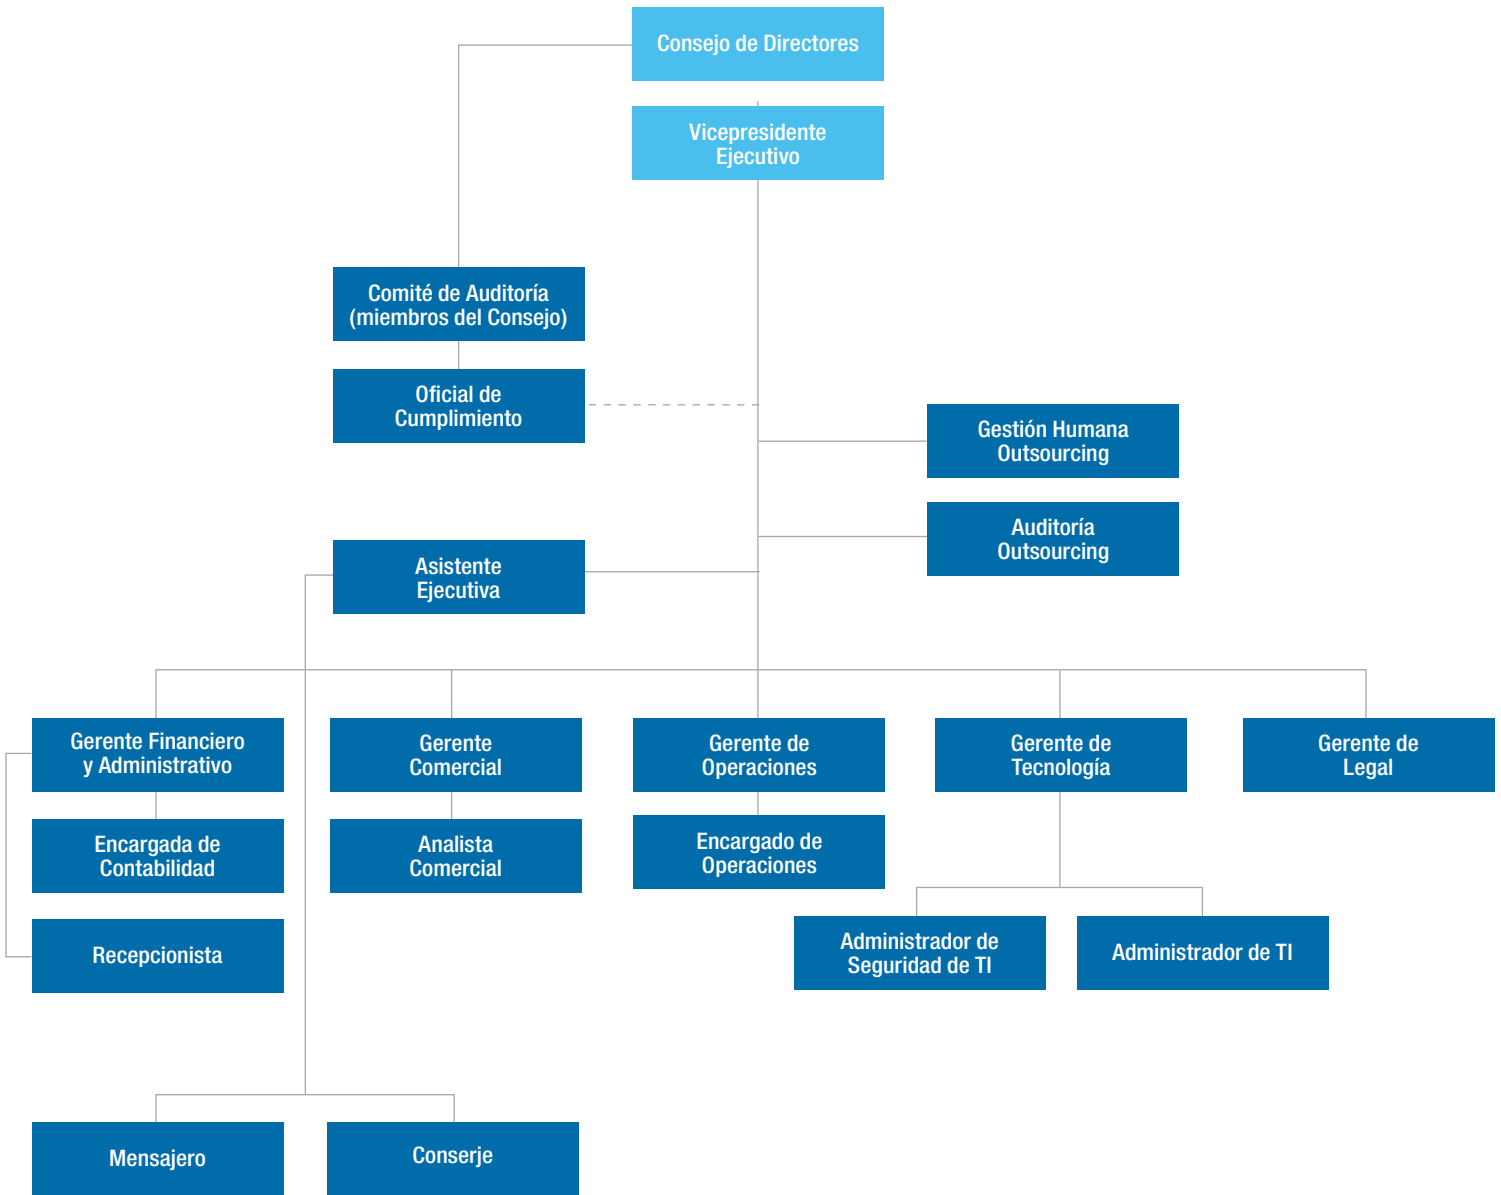 Consejo de Directores
Vicepresidente
Ejecutivo
Comité de Auditoría
(miembros del Consejo)
Oficial de
Cumplimiento
Gestión Humana
Outsourcing
Auditoría
Outsourcing
Asistente
Ejecutiva
Gerente Financiero
y Administrativo
Gerente
Comercial
Gerente de
Operaciones
Gerente de
Tecnología
Gerente de
Legal
Encargada de
Contabilidad
Analista
Comercial
Encargado de
Operaciones
Recepcionista
Administrador de
Seguridad de TI
Administrador de TI
Mensajero
Conserje